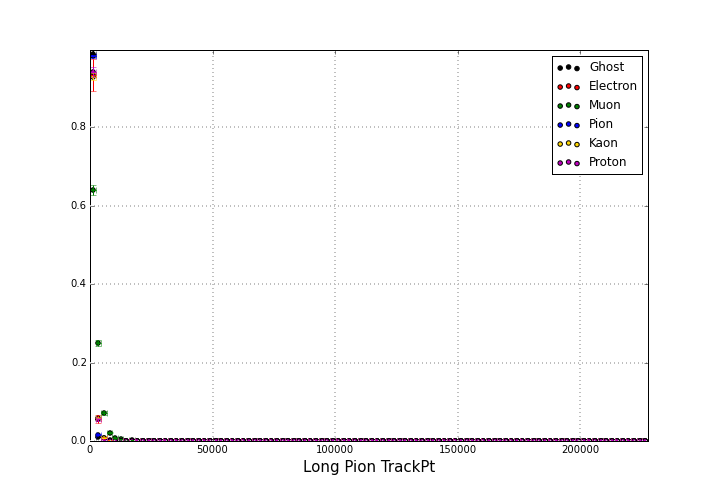 Ghost
Electron
Muon
Pion
Kaon
Proton
0.8
0.6
0.4
0.2
0.0
0 50000 100000 150000 200000
Long Pion TrackPt